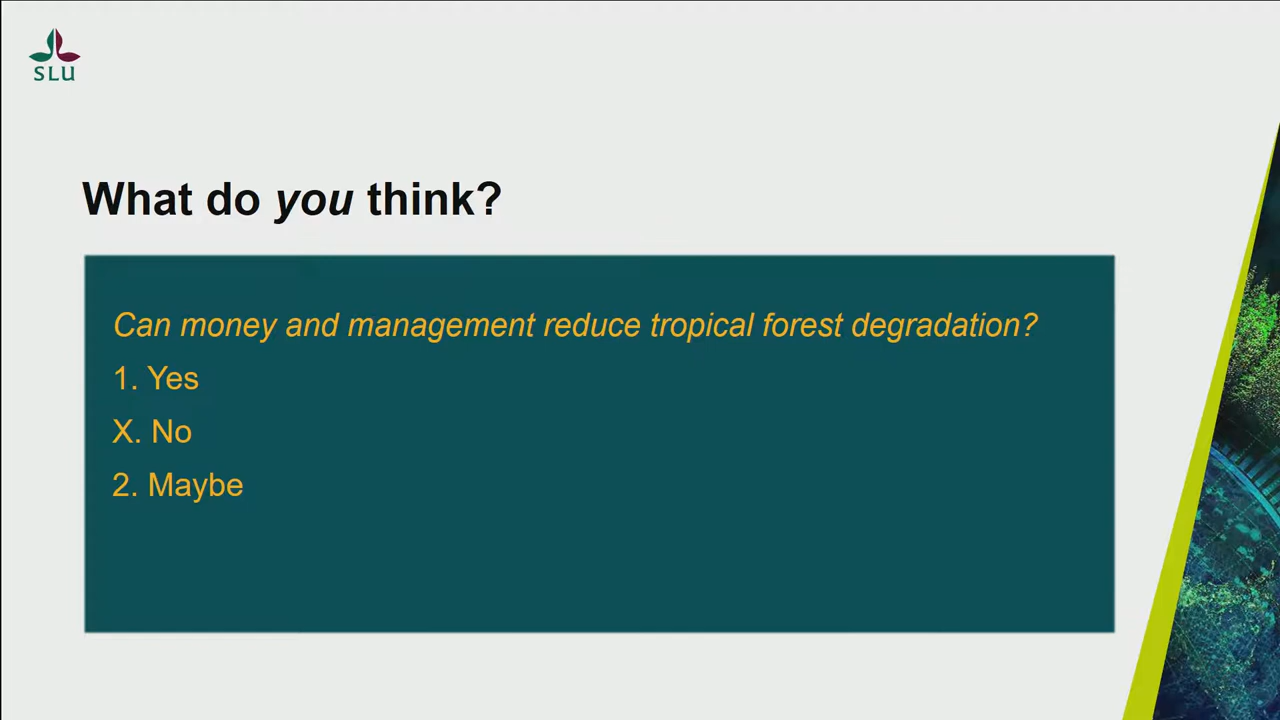 SLU
What do you think?
Can money and management reduce tropical forest degradation?
1. Yes
X. No
2. Maybe